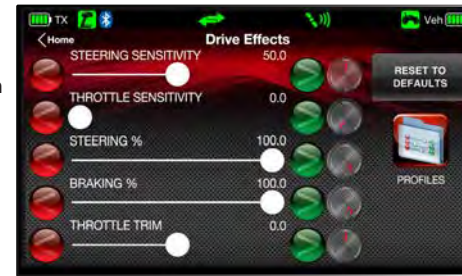 TX
Veh
Home
Drive Effects
STEERING SENSITIVITY 50.0
THROTTLE SENSITIVITY 0.0
STEERING % 100.0
BRAKING % 100.0
THROTTLE TRIM 0.0
RESET TO
DEFAULTS
PROFILES